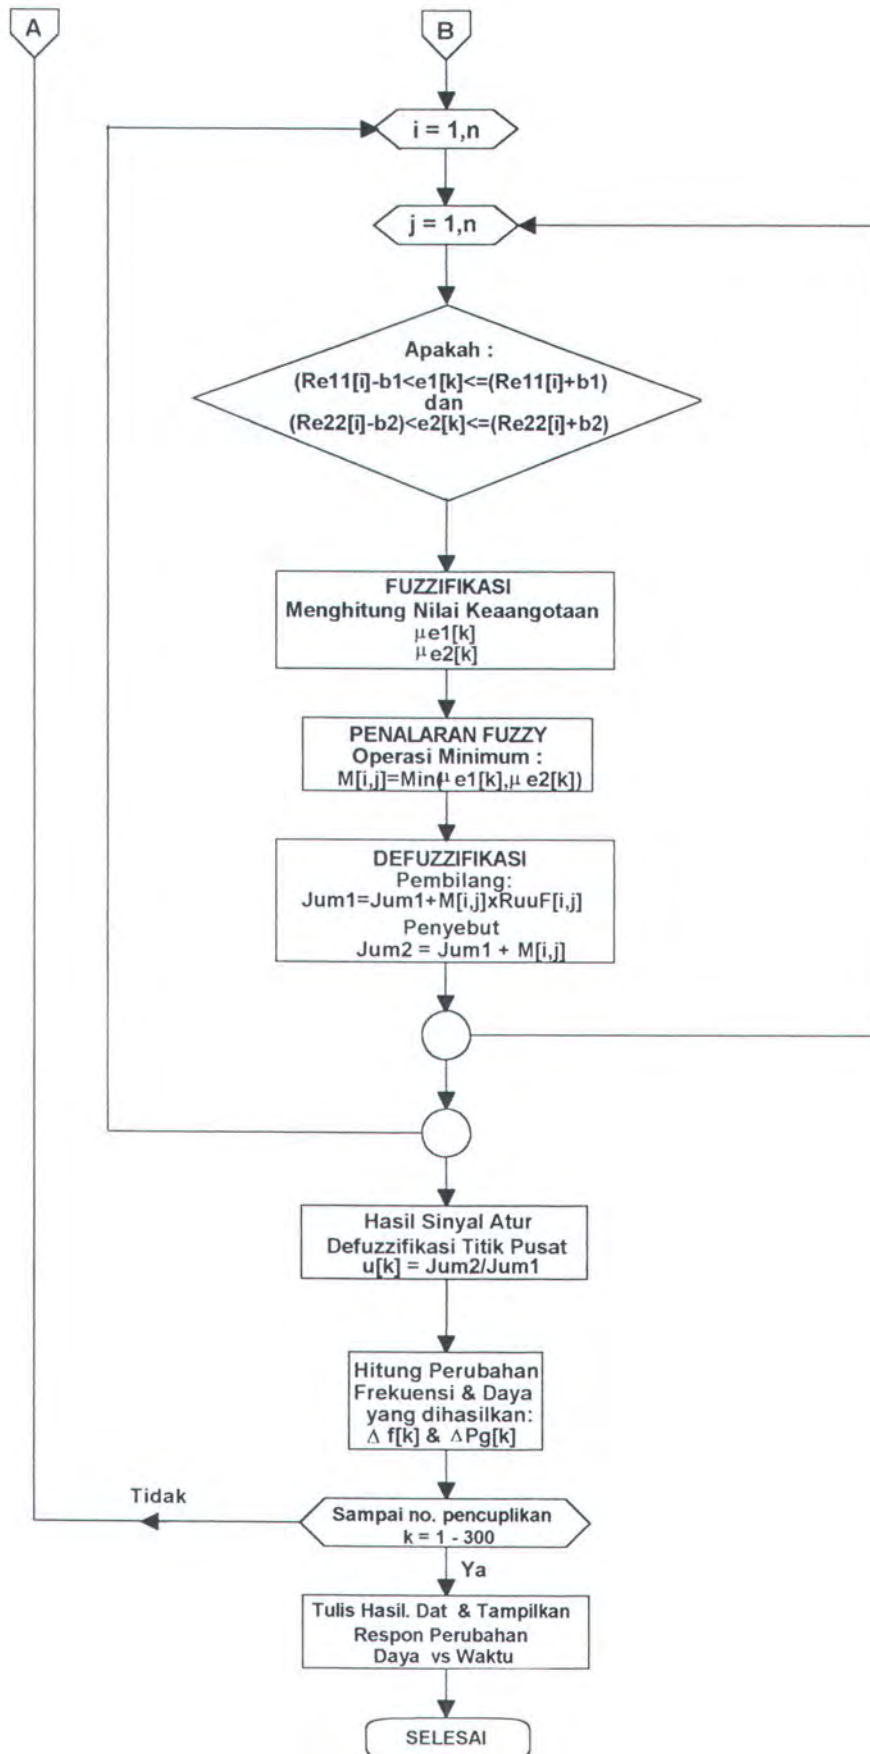 A
B
i = 1,n
j = 1,n
Apakah :
(Re11[i]-b1<e1[k]<=(Re11[i]+b1)
dan
(Re22[i]-b2)<e2[k]<=(Re22[i]+b2)
FUZZIFIKASI
Menghitung Nilai Keaangotaan
μe1[k]
μe2[k]
PENALARAN FUZZY
Operasi Minimum :
M[i,j]=Min(μe1[k],μe2[k])
DEFUZZIFIKASI
Pembilang:
Jum1=Jum1+M[i,j]xRuuF[i,j]
Penyebut
Jum2 = Jum1 + M[i,j]
Hasil Sinyal Atur
Defuzzifikasi Titik Pusat
u[k] = Jum2/Jum1
Hitung Perubahan
Frekuensi & Daya
yang dihasilkan:
Δ f[k] & ΔPg[k]
Tidak
Sampai no. pencuplikan
k = 1 - 300
Ya
Tulis Hasil. Dat & Tampilkan
Respon Perubahan
Daya vs Waktu
SELESAI